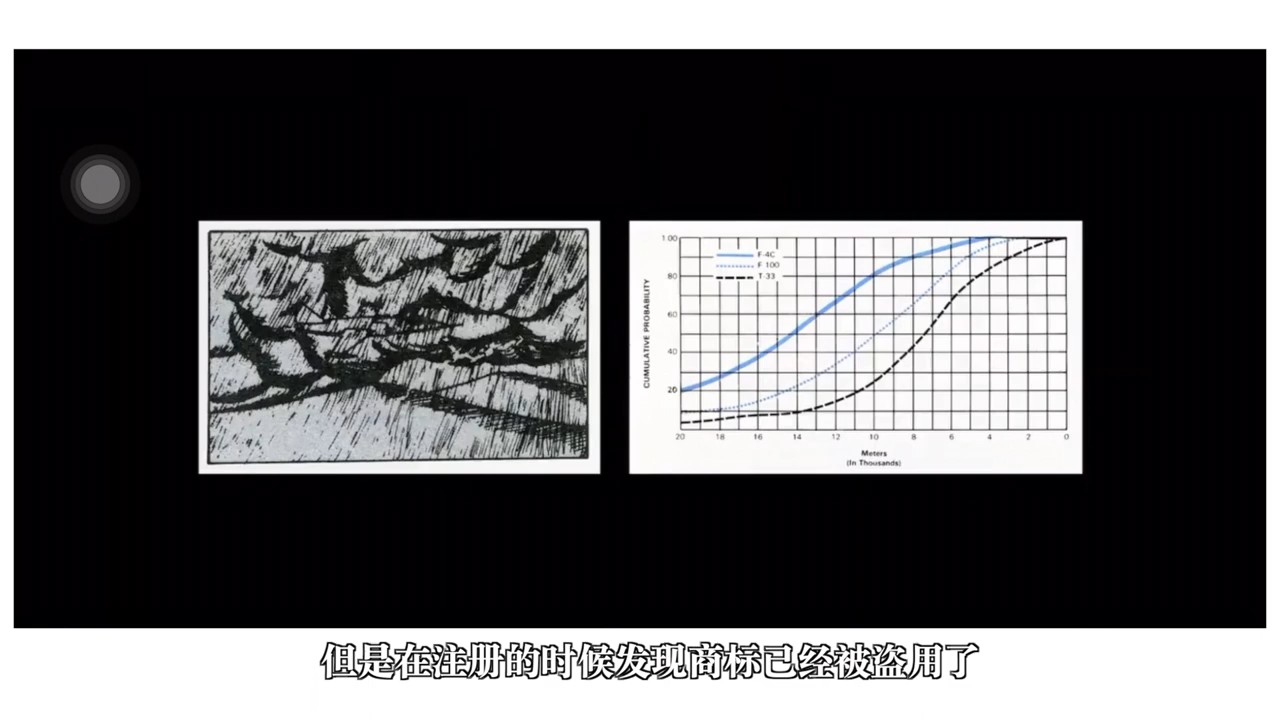 1.00
80
60
40
20
CUMULATIVE PROBABILITY
F-4C
F-100
T-33
20 18 16 14 12 10 8 6 4 2 0
Meters
(In Thousands)
但是在注册的时候发现商标已经被盗用了